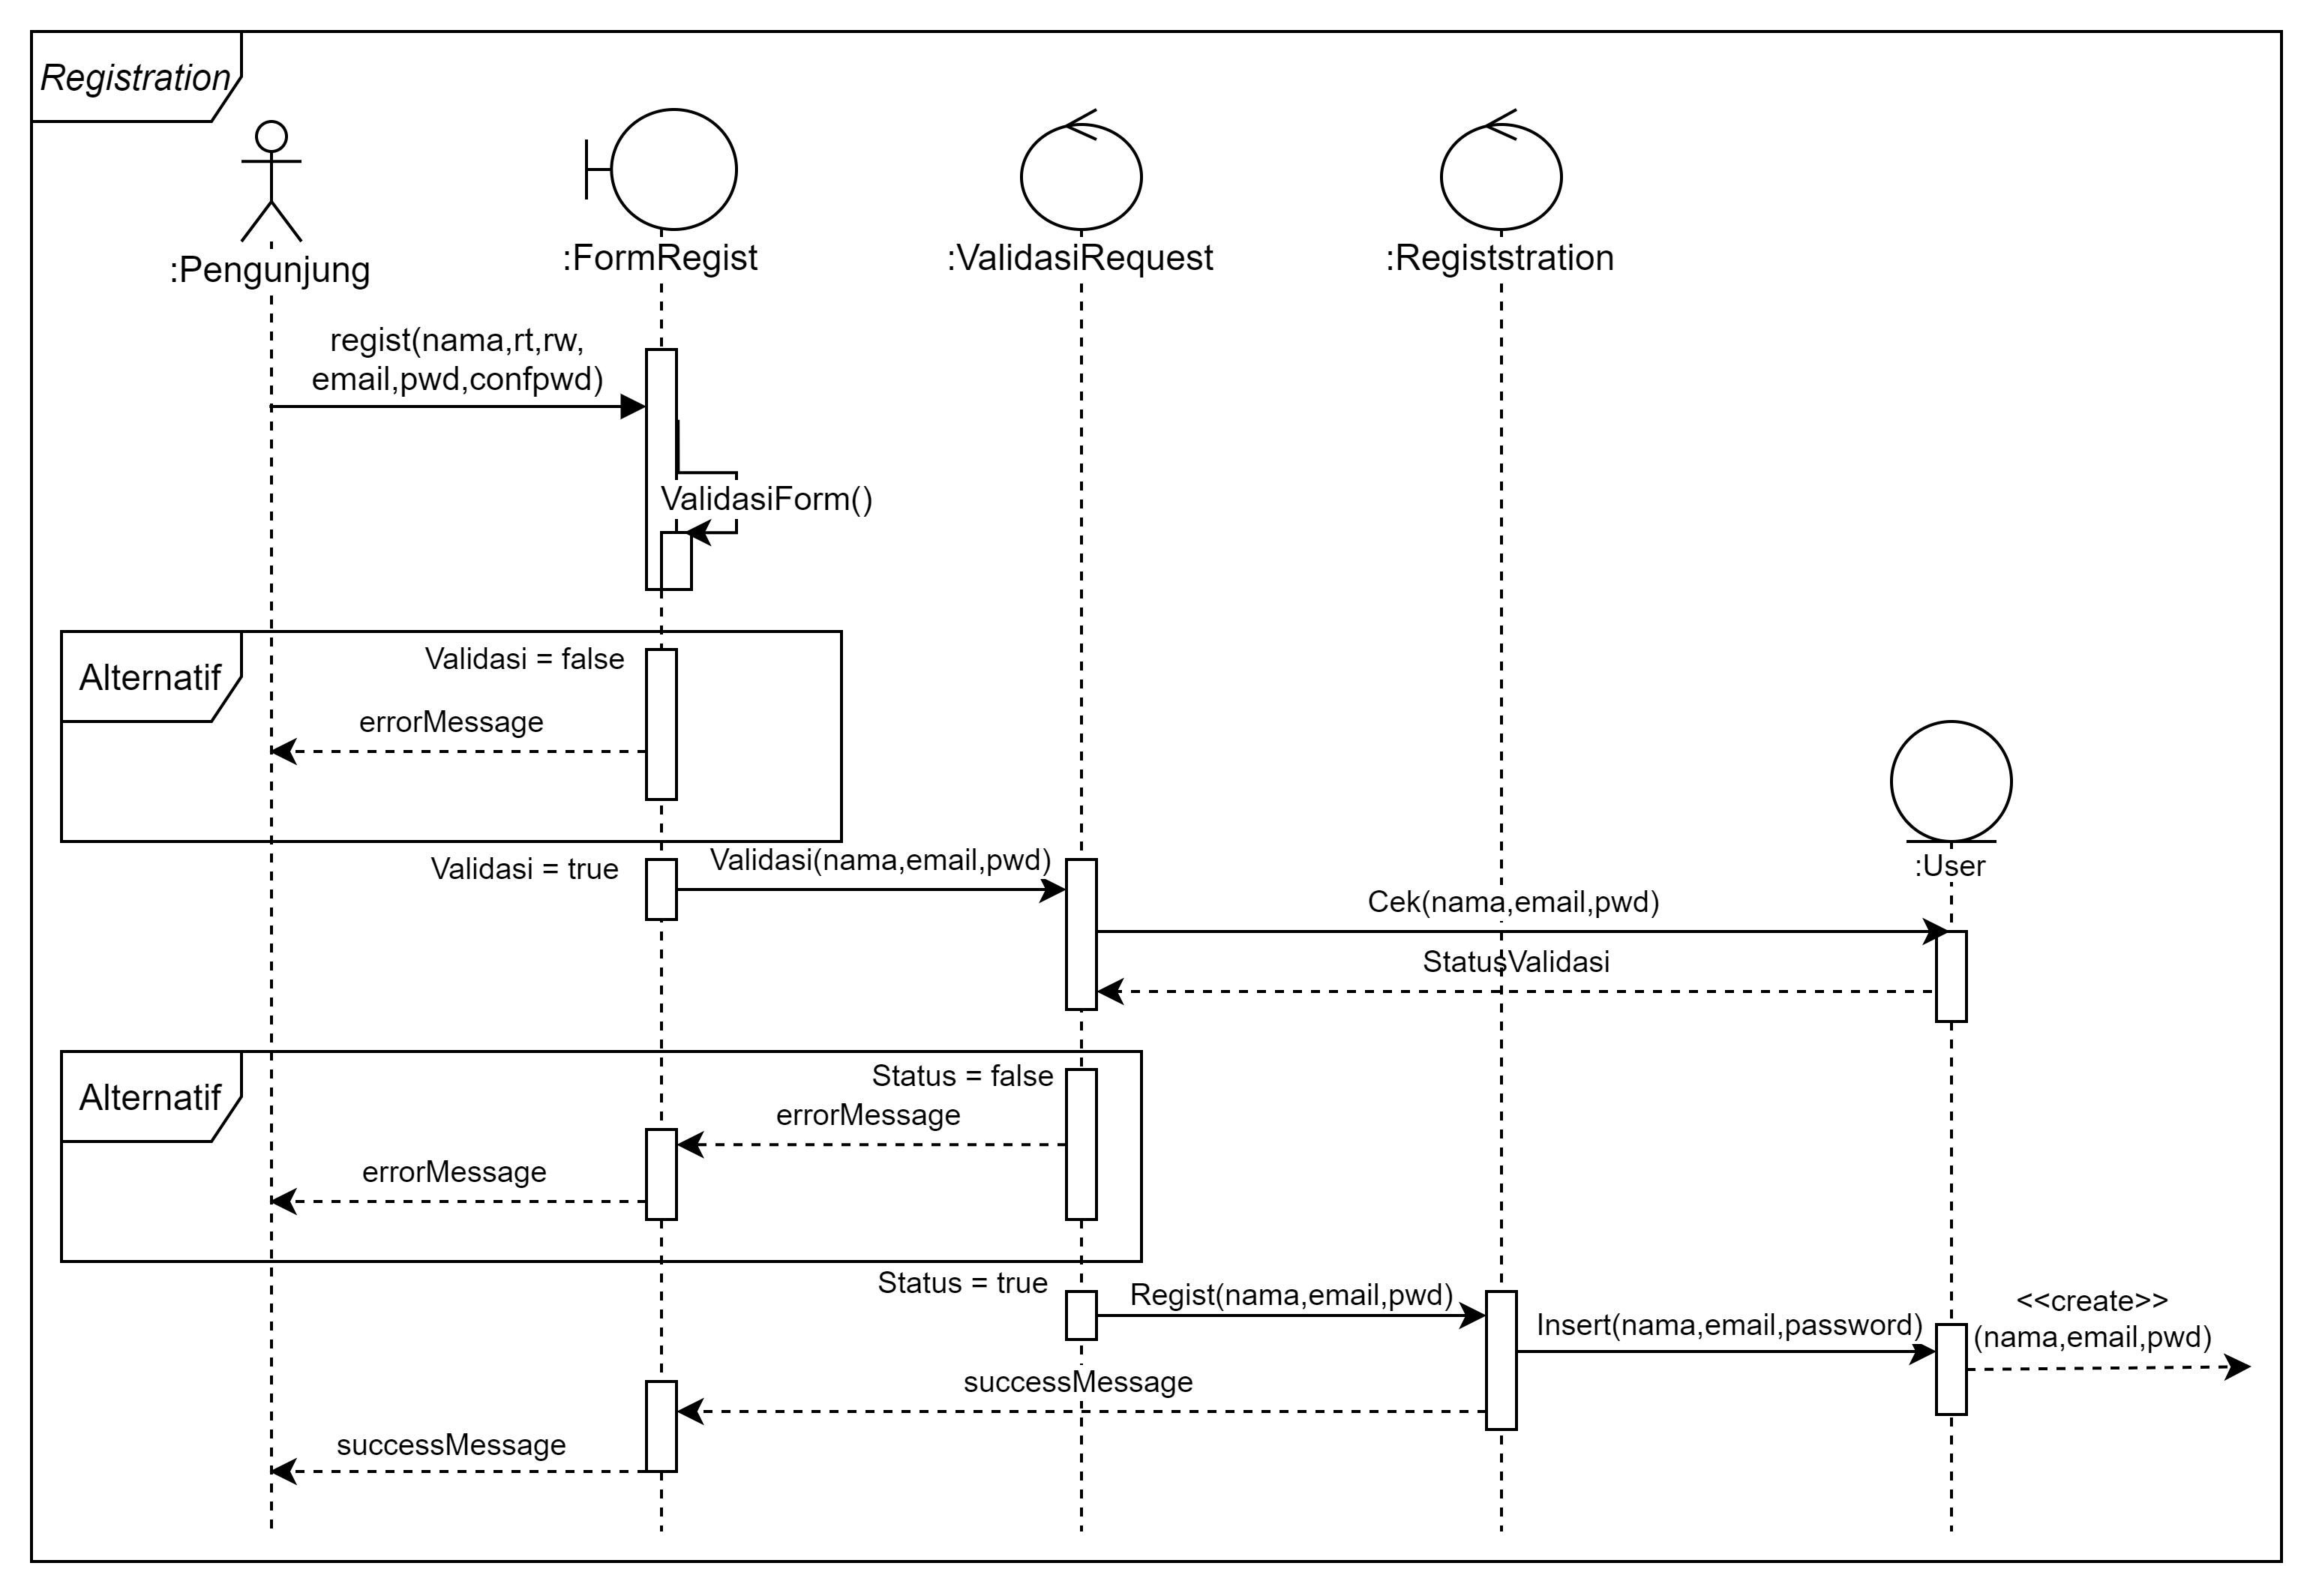 Registration
:Pengunjung
:FormRegist
:ValidasiRequest
:Registstration
regist(nama,rt,rw,
email,pwd,confpwd)
ValidasiForm()
Alternatif
Validasi = false
errorMessage
:User
Validasi = true
Validasi(nama,email,pwd)
Cek(nama,email,pwd)
StatusValidasi
Alternatif
Status = false
errorMessage
errorMessage
Status = true
Regist(nama,email,pwd)
Insert(nama,email,password)
<<create>>
(nama,email,pwd)
successMessage
successMessage